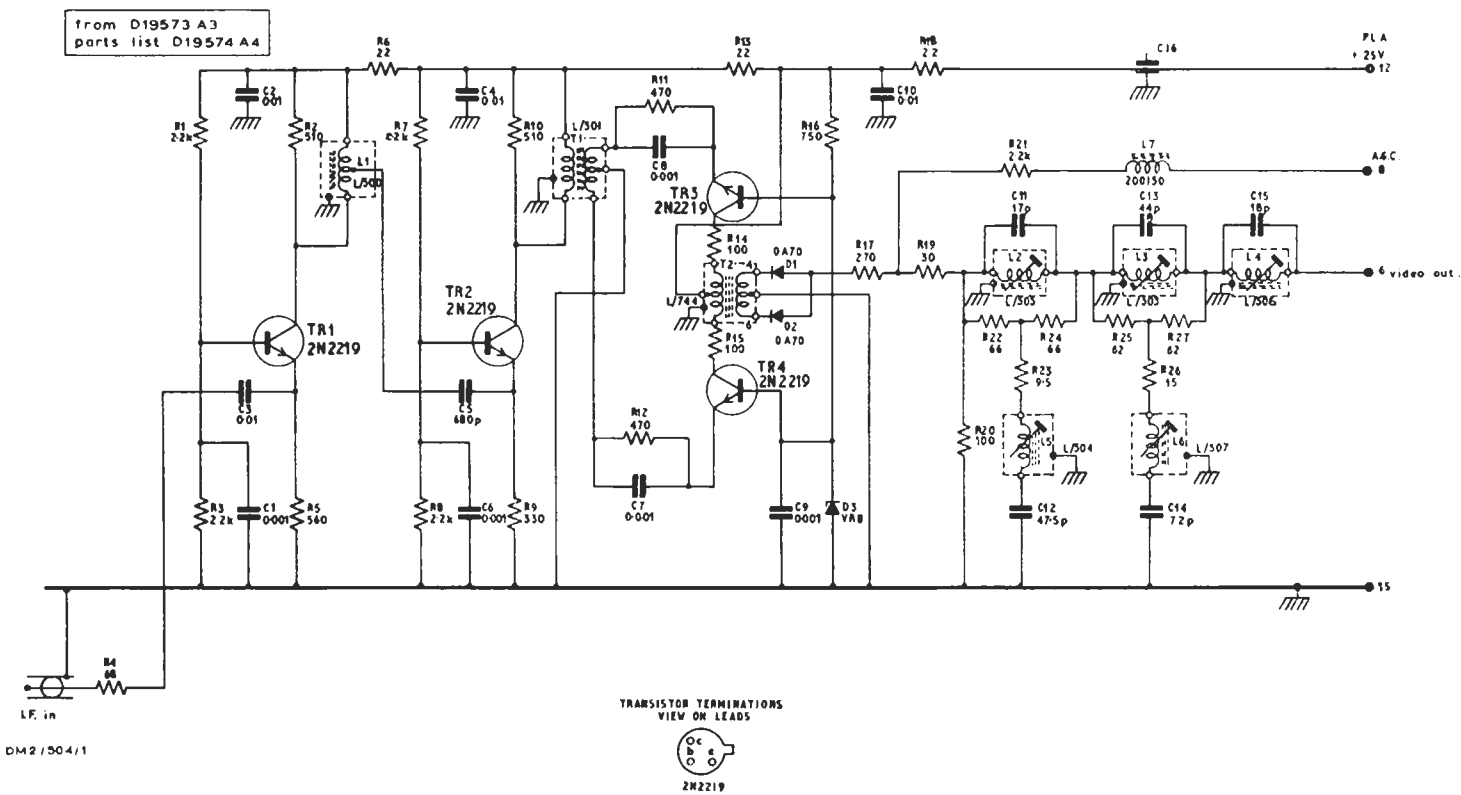 from D19573 A3
parts list D19574 A4
R6
22
R13
22
R18
22
C16
PL A
+ 25V
12
C2
0·01
C4
0·01
R11
470
C10
0·01
R1
2·2k
R2
510
R7
2·2k
R10
510
L/501
T1
C8
0·001
R16
750
L1
L/500
R21
2·2k
L7
200/50
A.G.C.
8
TR3
2N2219
C11
17p
C13
44p
C15
18p
R14
100
0A70
D1
R17
270
R19
30
T2
4
L2
L3
L4
6 video out.
L/744
L/503
L/505
L/506
TR2
2N2219
TR1
2N2219
6
D2
0A70
R15
100
R22
66
R24
66
R25
62
R27
62
TR4
2N2219
R23
9·5
R26
15
C3
0·01
C5
680p
R12
470
R20
100
L5
L/504
L6
L/507
R3
2·2k
C1
0·001
R5
560
R8
2·2k
C6
0·001
R9
330
C7
0·001
C9
0·001
D3
VR8
C12
47·5p
C14
72p
15
R4
68
I.F. in
DM2/504/1
TRANSISTOR TERMINATIONS
VIEW ON LEADS
c
b e
2N2219